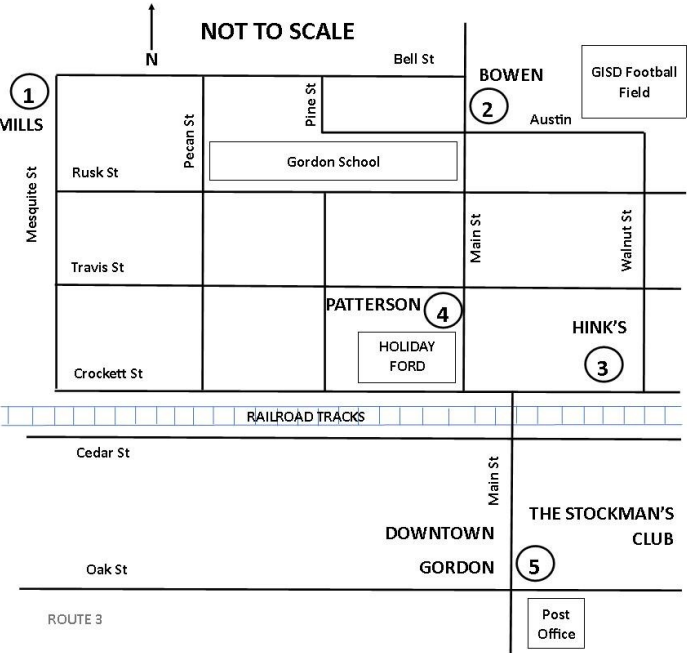 NOT TO SCALE
N
Bell St
BOWEN
GISD Football
Field
1
MILLS
2
Austin
Pine St
Pecan St
Gordon School
Rusk St
Mesquite St
Main St
Walnut St
Travis St
PATTERSON
4
HINK'S
HOLIDAY
FORD
3
Crockett St
RAILROAD TRACKS
Cedar St
Main St
THE STOCKMAN'S
CLUB
DOWNTOWN
GORDON
5
Oak St
ROUTE 3
Post
Office